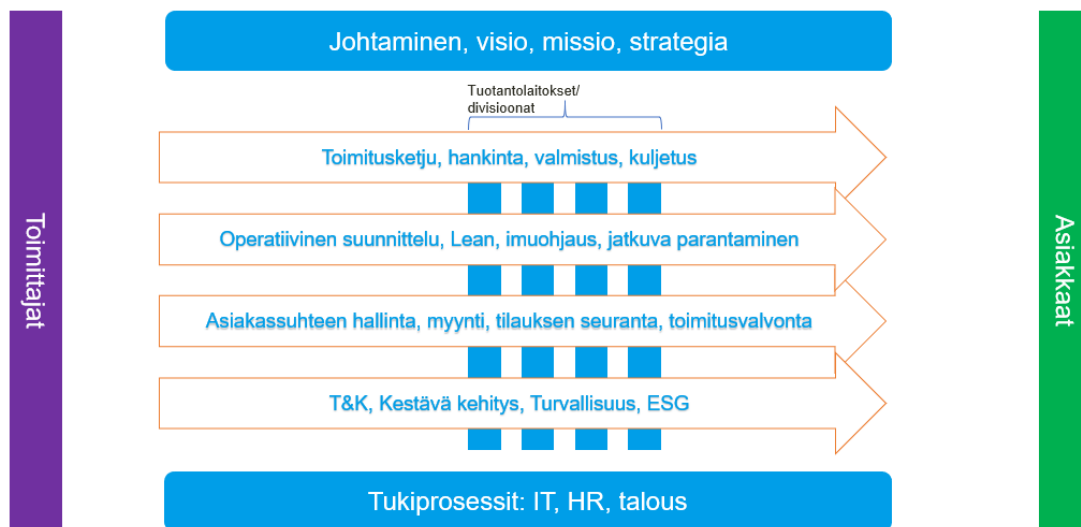 Johtaminen, visio, missio, strategia
Tuotantolaitokset/
divisioonat
Toimitusketju, hankinta, valmistus, kuljetus
Operatiivinen suunnittelu, Lean, imuohjaus, jatkuva parantaminen
Asiakassuhteen hallinta, myynti, tilauksen seuranta, toimitusvalvonta
T&K, Kestävä kehitys, Turvallisuus, ESG
Tukiprosessit: IT, HR, talous
Toimittajat
Asiakkaat